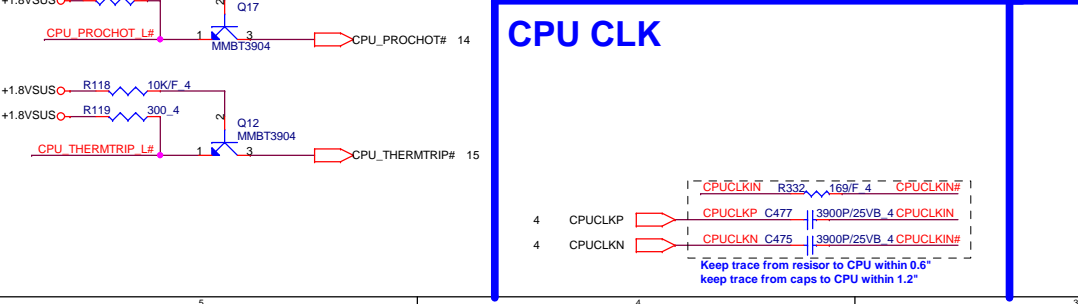 +1.8VSUS
2
Q17
CPU_PROCHOT_L#
1
3
MMBT3904
CPU_PROCHOT# 14
CPU CLK
+1.8VSUS R118 10K/F_4
+1.8VSUS R119 300_4
2
Q12
MMBT3904
CPU_THERMTRIP_L#
1
3
CPU_THERMTRIP# 15
CPUCLKIN R332 169/F_4 CPUCLKIN#
4 CPUCLKP CPUCLKP C477 3900P/25VB_4 CPUCLKIN
4 CPUCLKN CPUCLKN C475 3900P/25VB_4 CPUCLKIN#
Keep trace from resisor to CPU within 0.6"
keep trace from caps to CPU within 1.2"